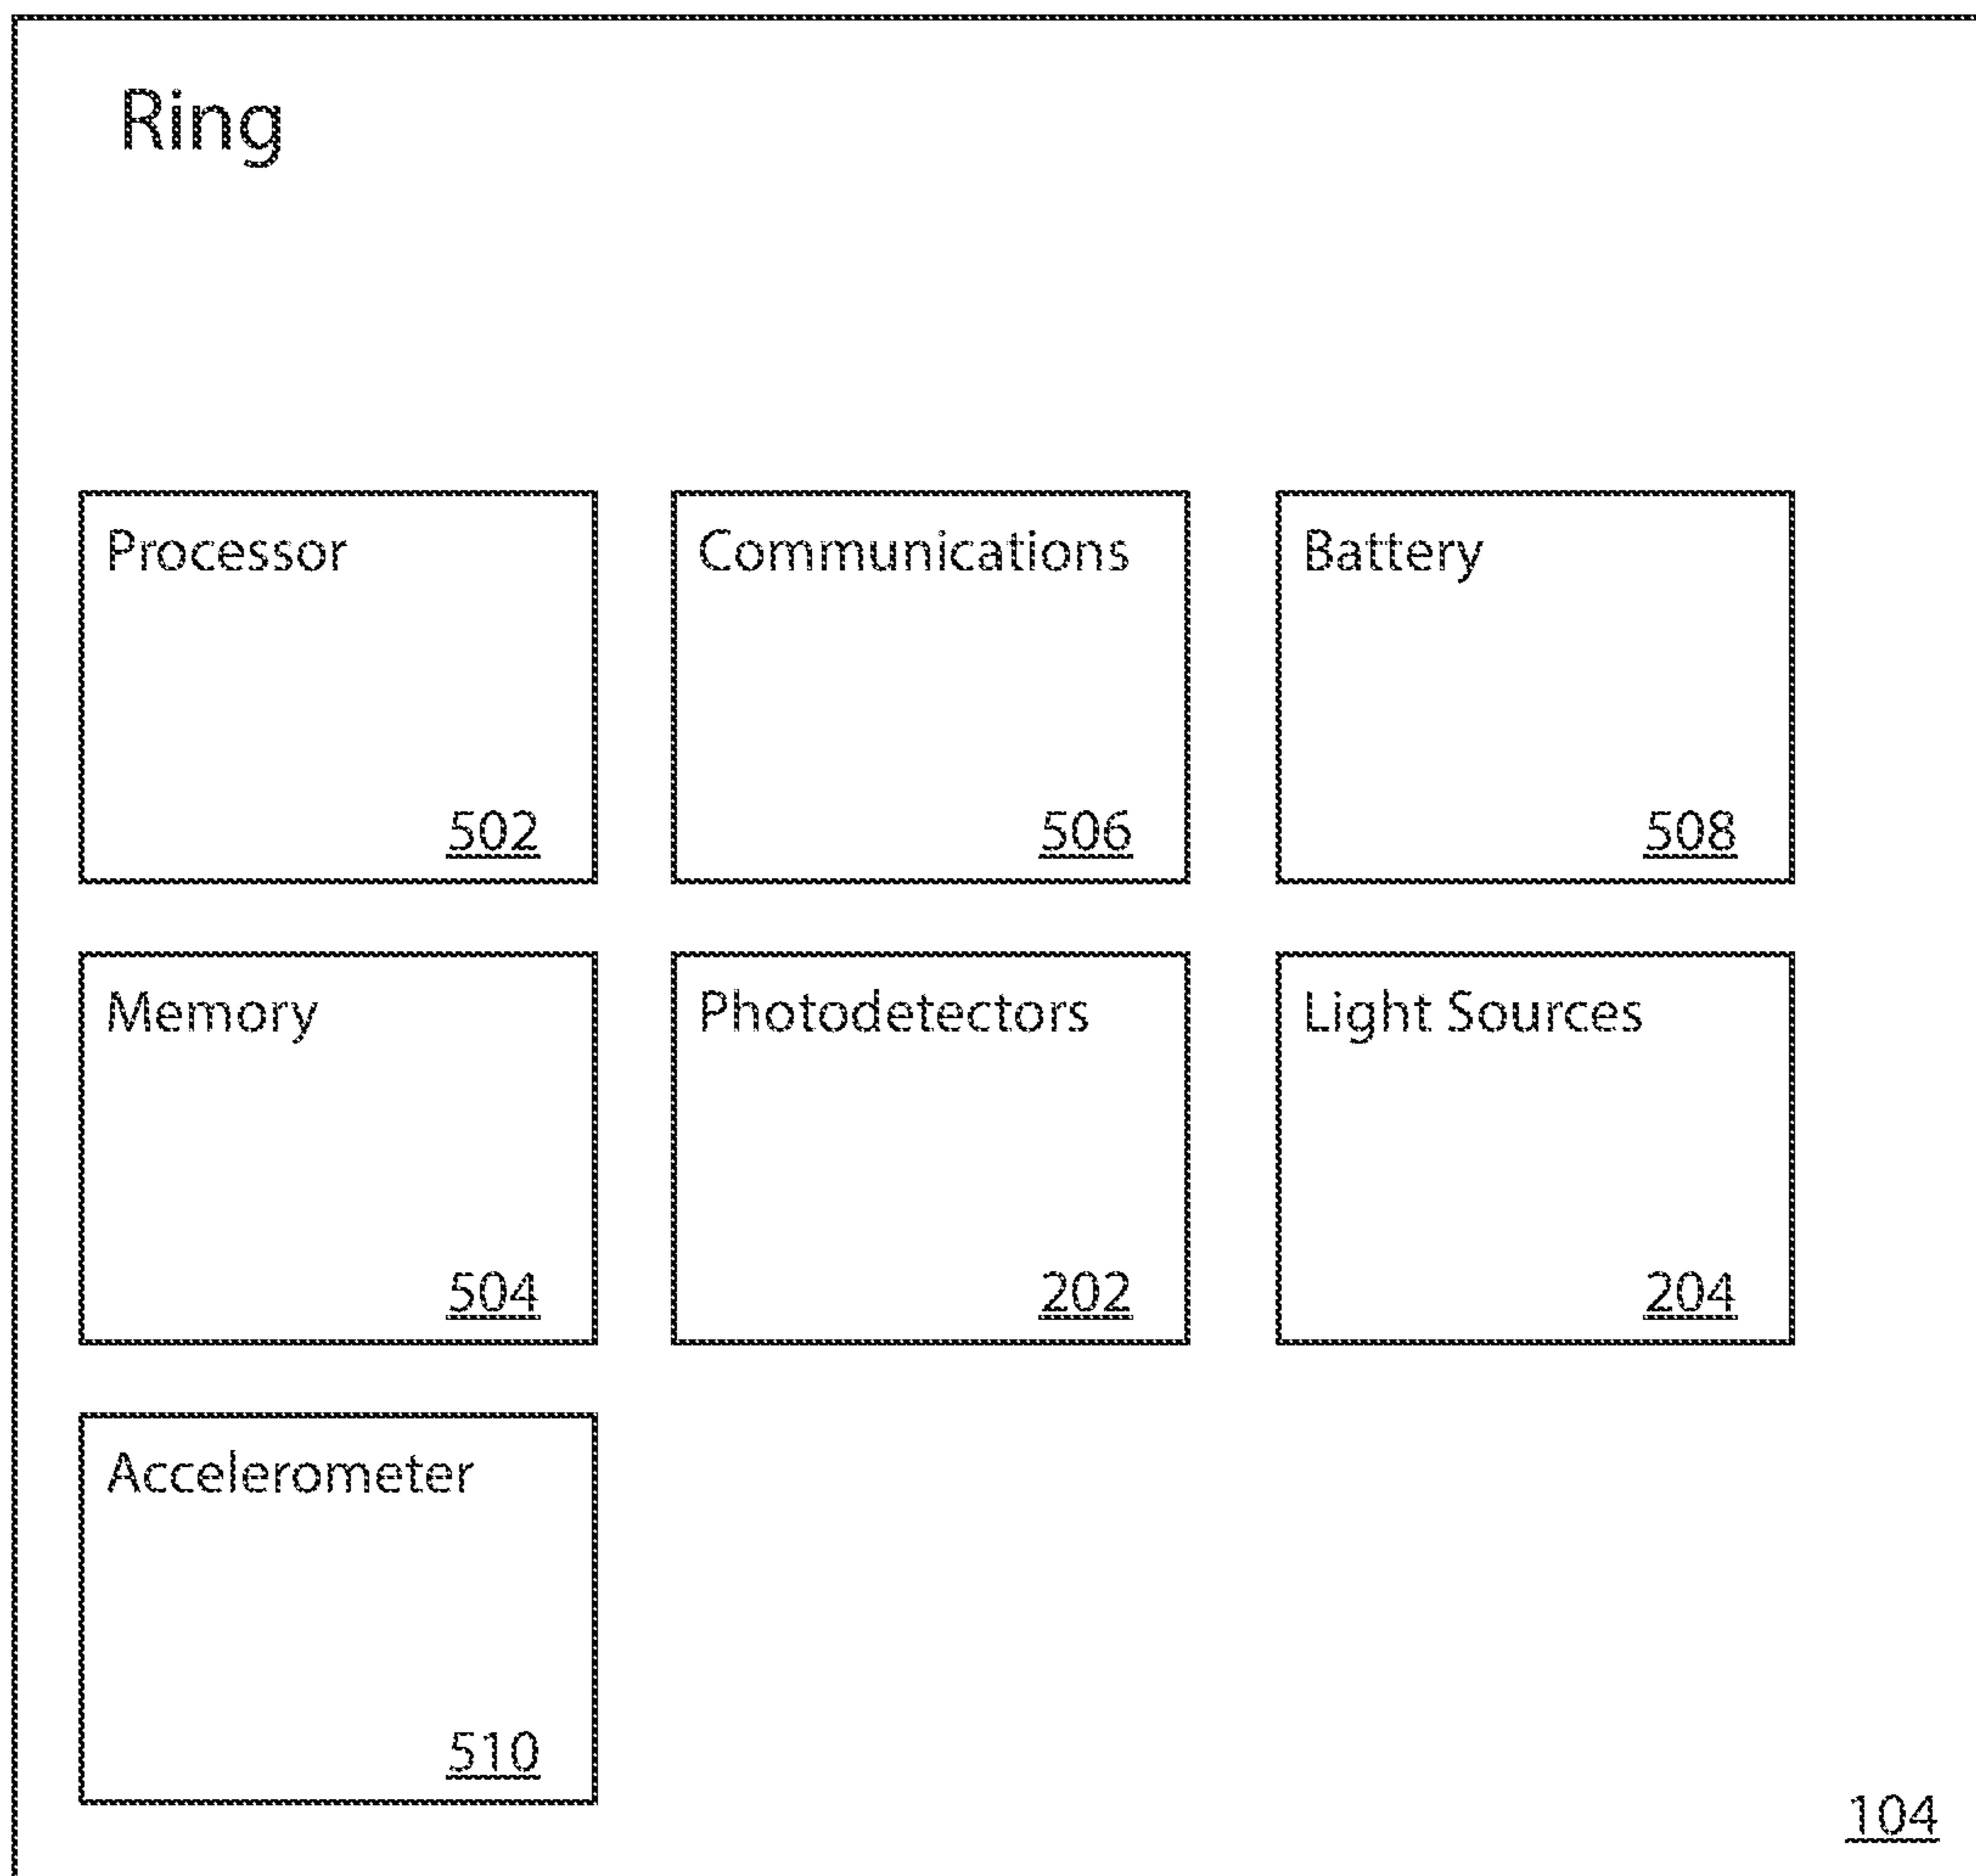 Ring
Processor
502
Communications
506
Battery
508
Memory
504
Photodetectors
202
Light Sources
204
Accelerometer
510
104